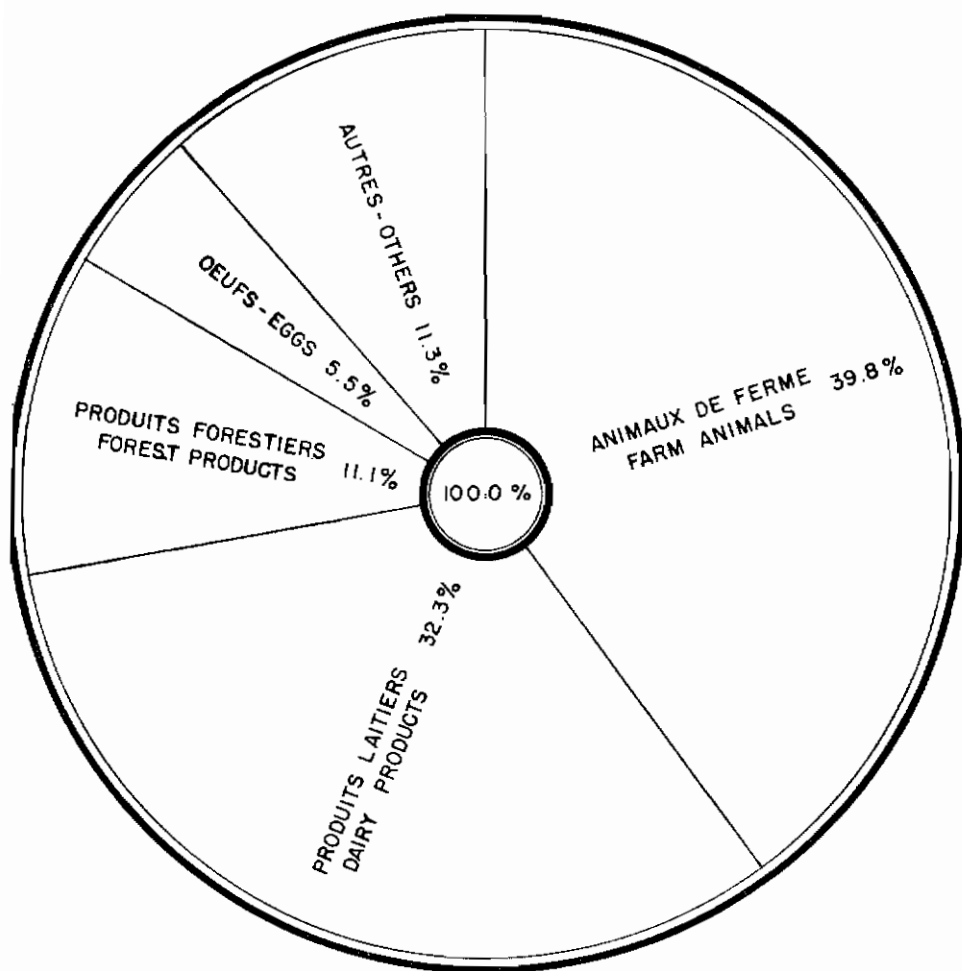 AUTRES-OTHERS 11.3%
OEUFS-EGGS 5.5%
ANIMAUX DE FERME 39.8%
FARM ANIMALS
PRODUITS FORESTIERS
FOREST PRODUCTS 11.1%
100.0 %
PRODUITS LAITIERS 32.3%
DAIRY PRODUCTS